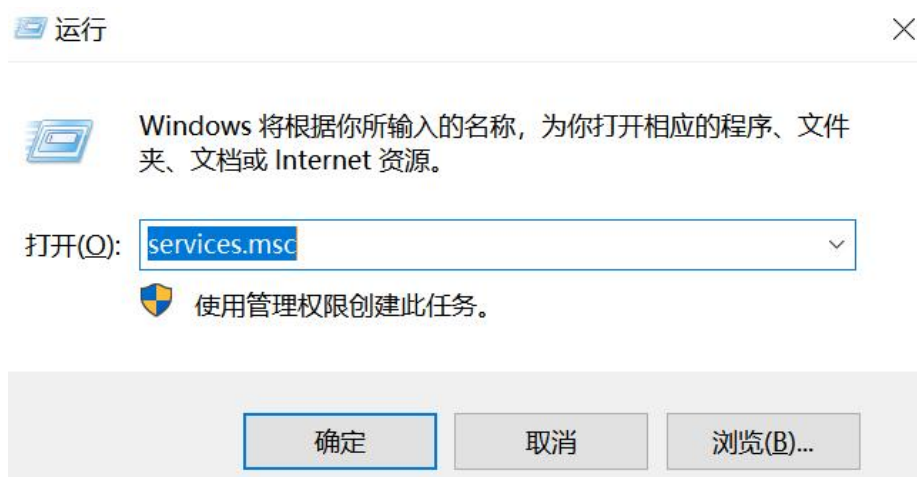 运行
Windows 将根据你所输入的名称，为你打开相应的程序、文件
夹、文档或 Internet 资源。
打开(O): services.msc
使用管理权限创建此任务。
确定 取消 浏览(B)...